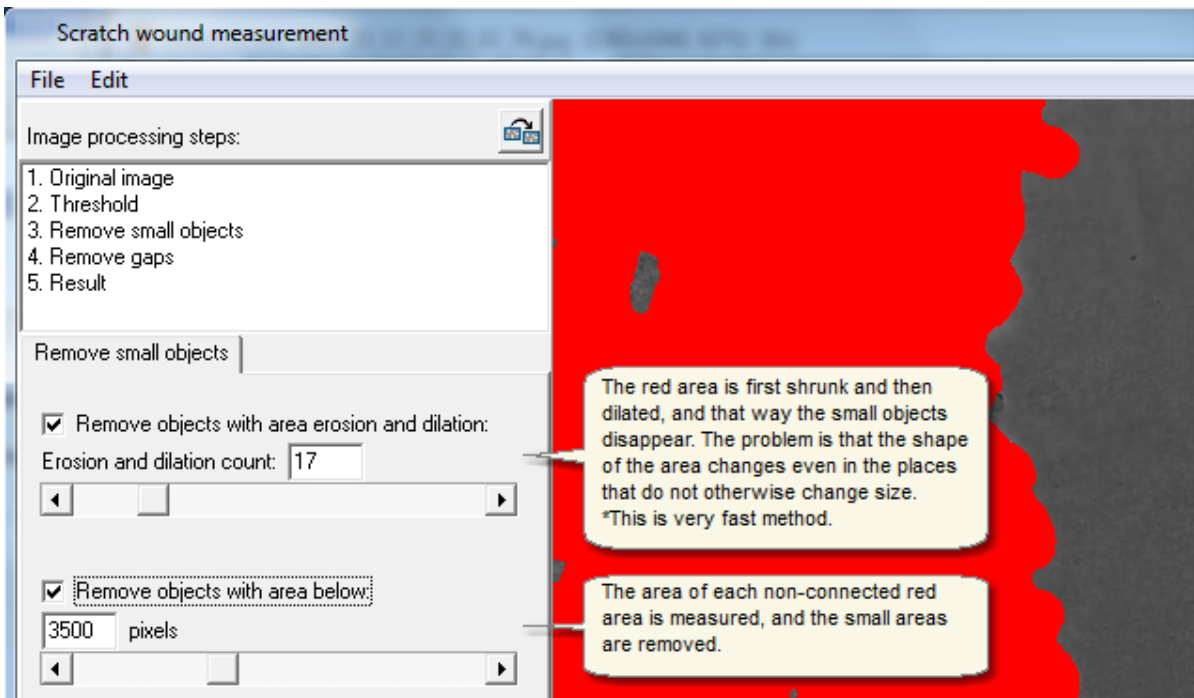 Scratch wound measurement
File Edit
Image processing steps:
1. Original image
2. Threshold
3. Remove small objects
4. Remove gaps
5. Result
Remove small objects
Remove objects with area erosion and dilation:
Erosion and dilation count: 17
The red area is first shrunk and then
dilated, and that way the small objects
disappear. The problem is that the shape
of the area changes even in the places
that do not otherwise change size.
*This is very fast method.
Remove objects with area below:
3500 pixels
The area of each non-connected red
area is measured, and the small areas
are removed.